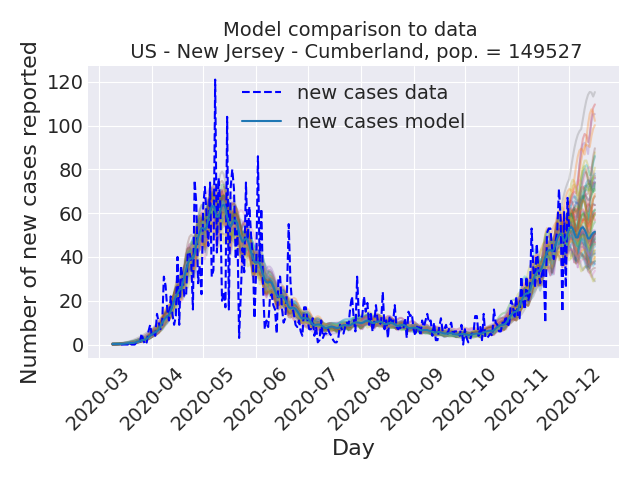 Model comparison to data
US - New Jersey - Cumberland, pop. = 149527
Number of new cases reported
120
100
80
60
40
20
0
new cases data
new cases model
2020-03
2020-04
2020-05
2020-06
2020-07
2020-08
2020-09
2020-10
2020-11
2020-12
Day